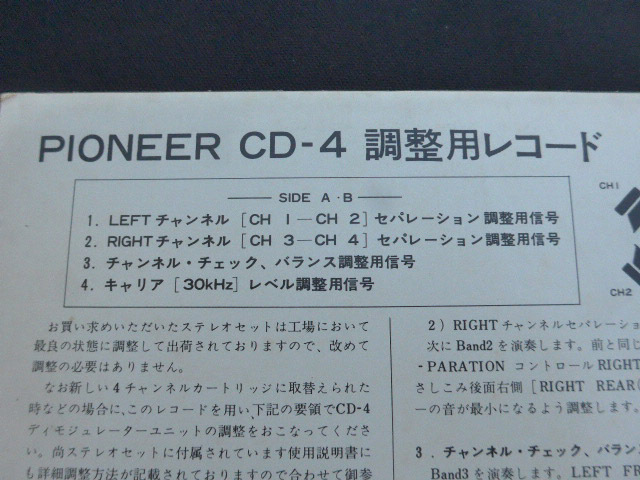 PIONEER CD-4 調整用レコード
SIDE A・B
1. LEFTチャンネル [CH 1—CH 2] セパレーション調整用信号
2. RIGHTチャンネル [CH 3—CH 4] セパレーション調整用信号
3. チャンネル・チェック、バランス調整用信号
4. キャリア [30kHz] レベル調整用信号
CH1
CH2
お買い求めいただいたステレオセットは工場において
最良の状態に調整して出荷されておりますので、改めて
調整の必要はありません。
なお新しい4チャンネルカートリッジに取替えられた
時などの場合に、このレコードを用い、下記の要領でCD-4
ディモジュレーターユニットの調整をおこなってくださ
い。尚ステレオセットに付属されています使用説明書に
も詳細調整方法が記載されておりますので合わせて御参
2) RIGHTチャンネルセパレーショ
次にBand2を演奏します。前と同じ
-PARATION コントロールRIGHT
さしこみ後面右側 [RIGHT REAR(
ーの音が最小になるよう調整します。
3. チャンネル・チェック、バラン
Band3を演奏します。LEFT FR